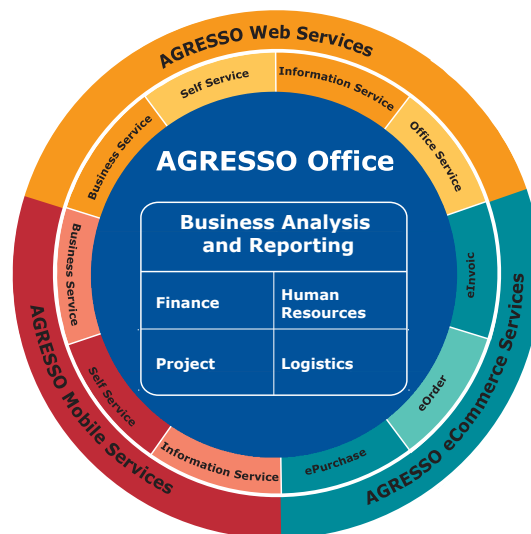 AGRESSO Web Services
Self Service
Information Service
Business Service
Office Service
AGRESSO Office
Business Analysis
and Reporting
Finance
Human
Resources
Project
Logistics
Business Service
Self Service
Information Service
AGRESSO Mobile Services
eInvoic
eOrder
ePurchase
AGRESSO eCommerce Services